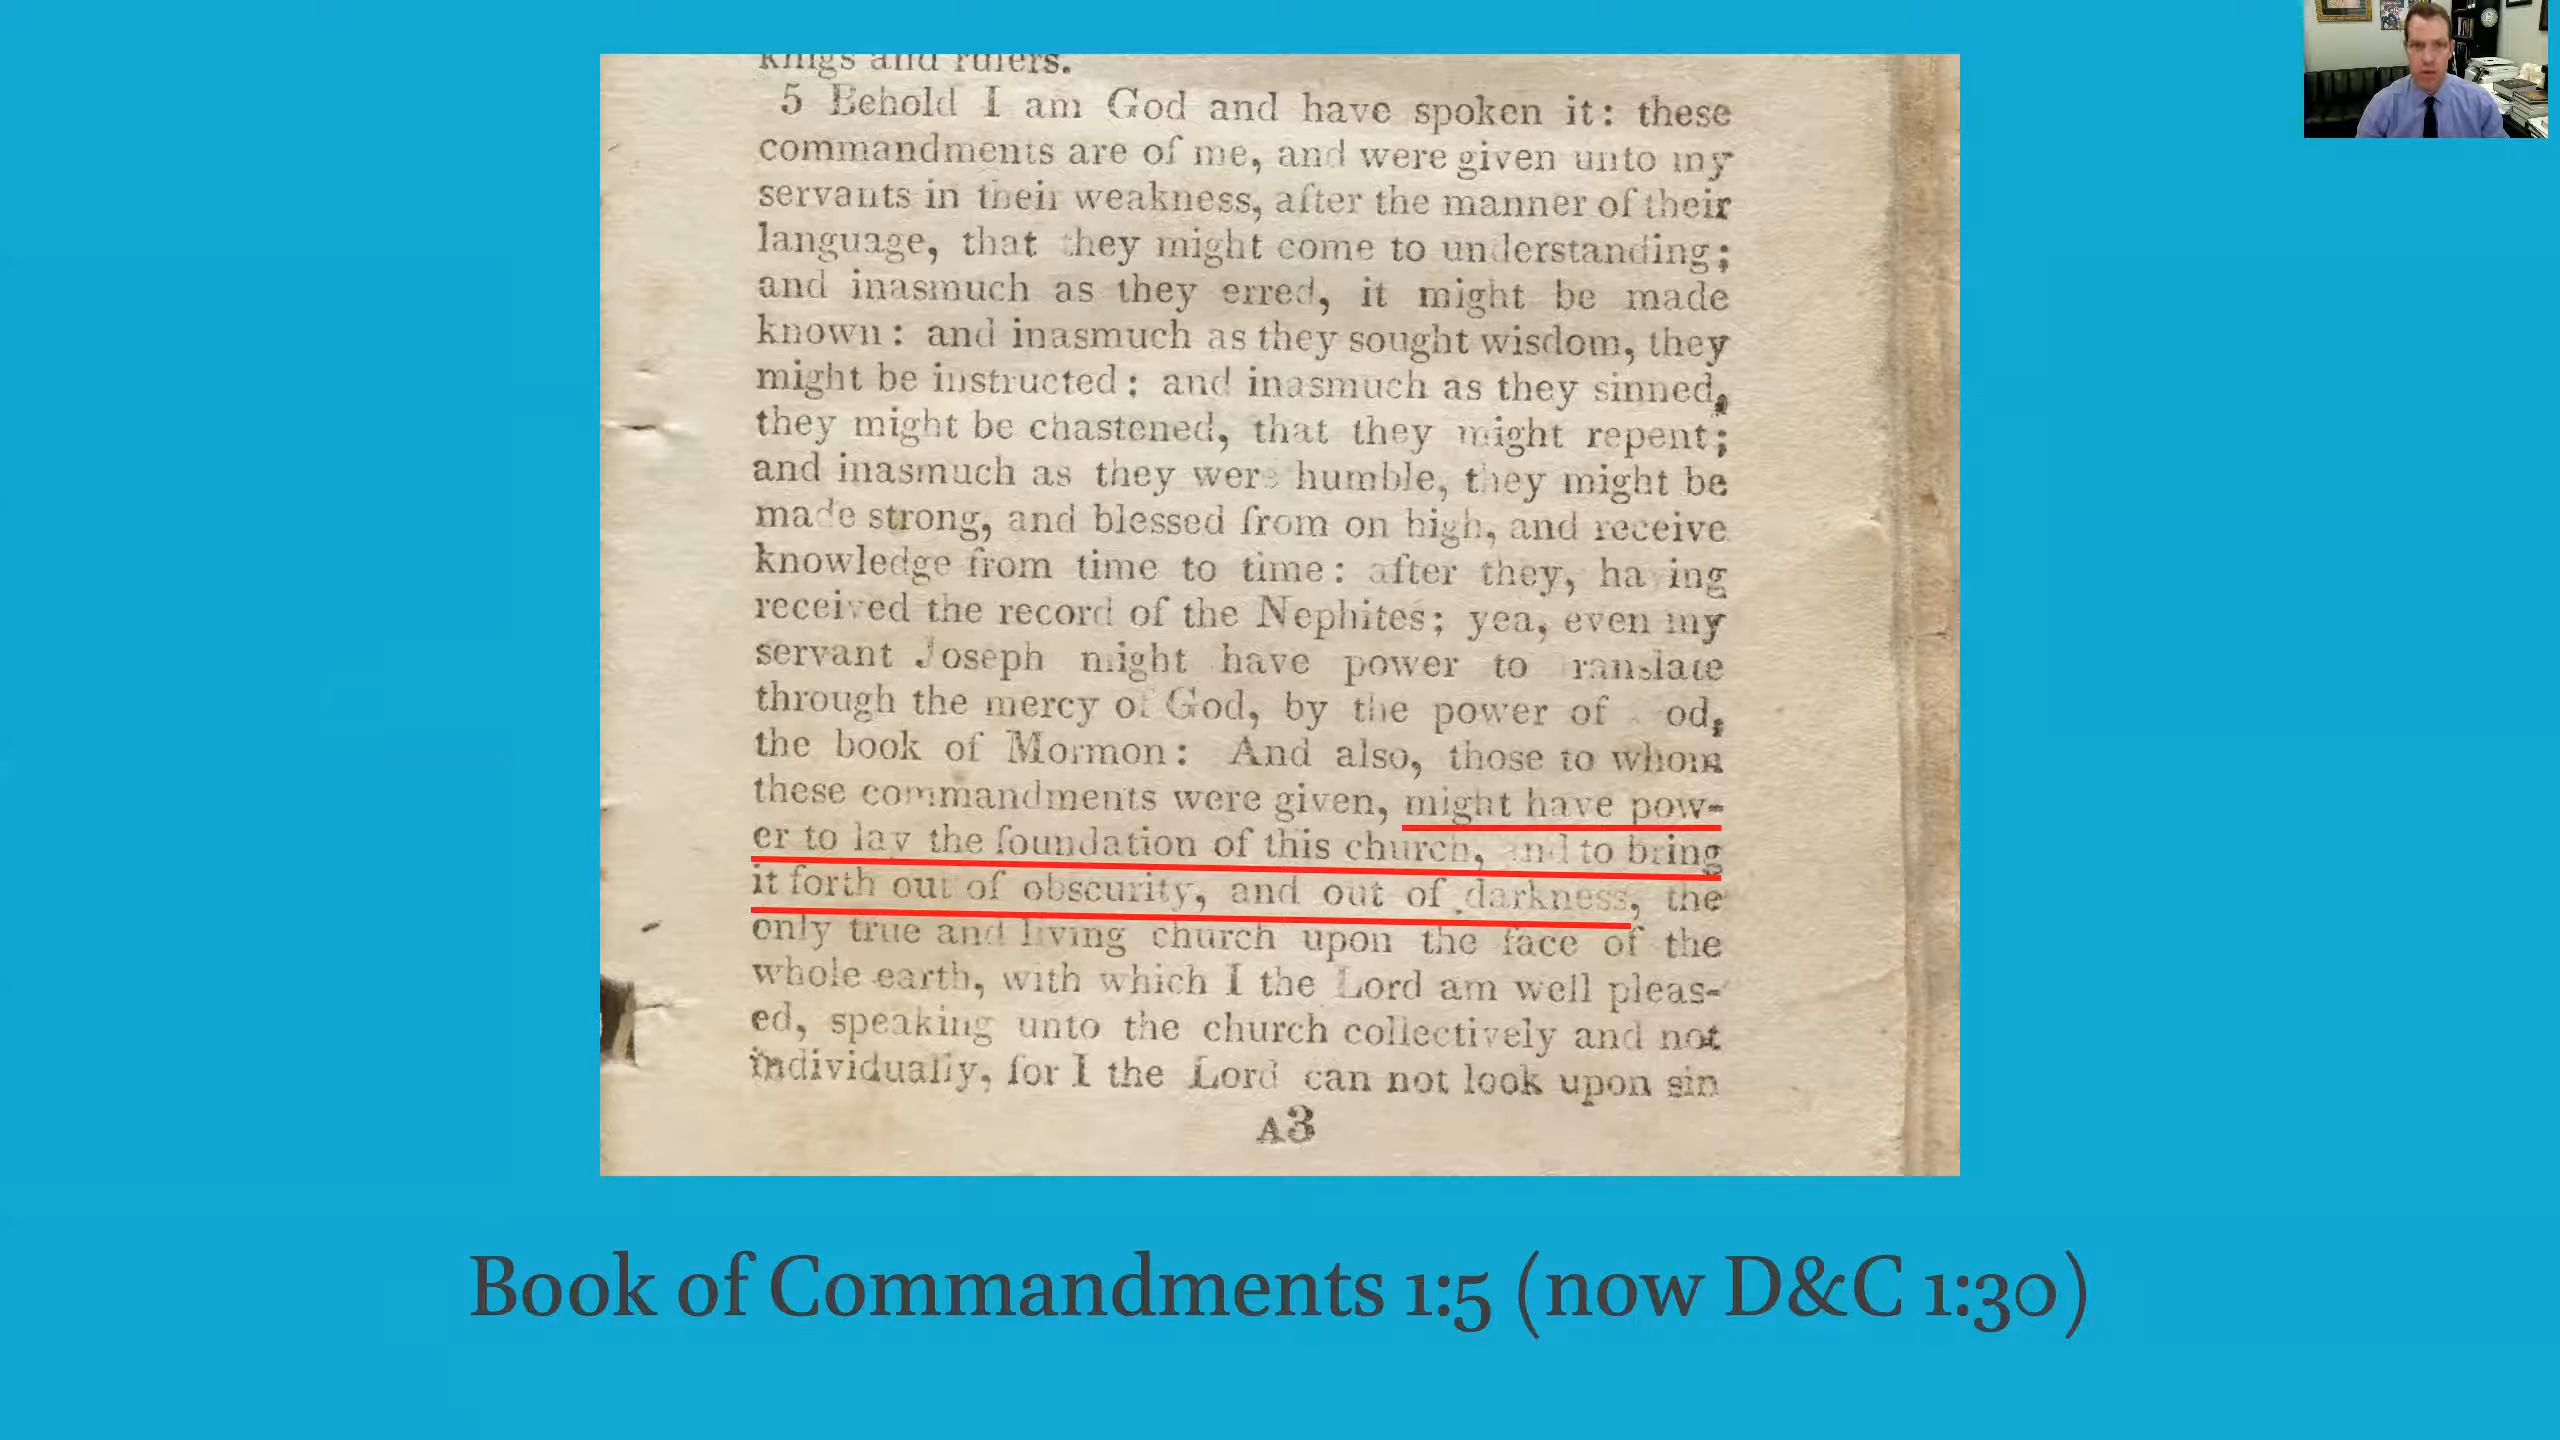 kings and rulers.
5 Behold I am God and have spoken it: these
commandments are of me, and were given unto my
servants in their weakness, after the manner of their
language, that they might come to understanding;
and inasmuch as they erred, it might be made
known: and inasmuch as they sought wisdom, they
might be instructed: and inasmuch as they sinned,
they might be chastened, that they might repent;
and inasmuch as they were humble, they might be
made strong, and blessed from on high, and receive
knowledge from time to time: after they, having
received the record of the Nephites; yea, even my
servant Joseph might have power to translate
through the mercy of God, by the power of God,
the book of Mormon: And also, those to whom
these commandments were given, might have pow-
er to lay the foundation of this church, and to bring
it forth out of obscurity, and out of darkness, the
only true and living church upon the face of the
whole earth, with which I the Lord am well pleas-
ed, speaking unto the church collectively and not
individually, for I the Lord can not look upon sin
A3
Book of Commandments 1:5 (now D&C 1:30)